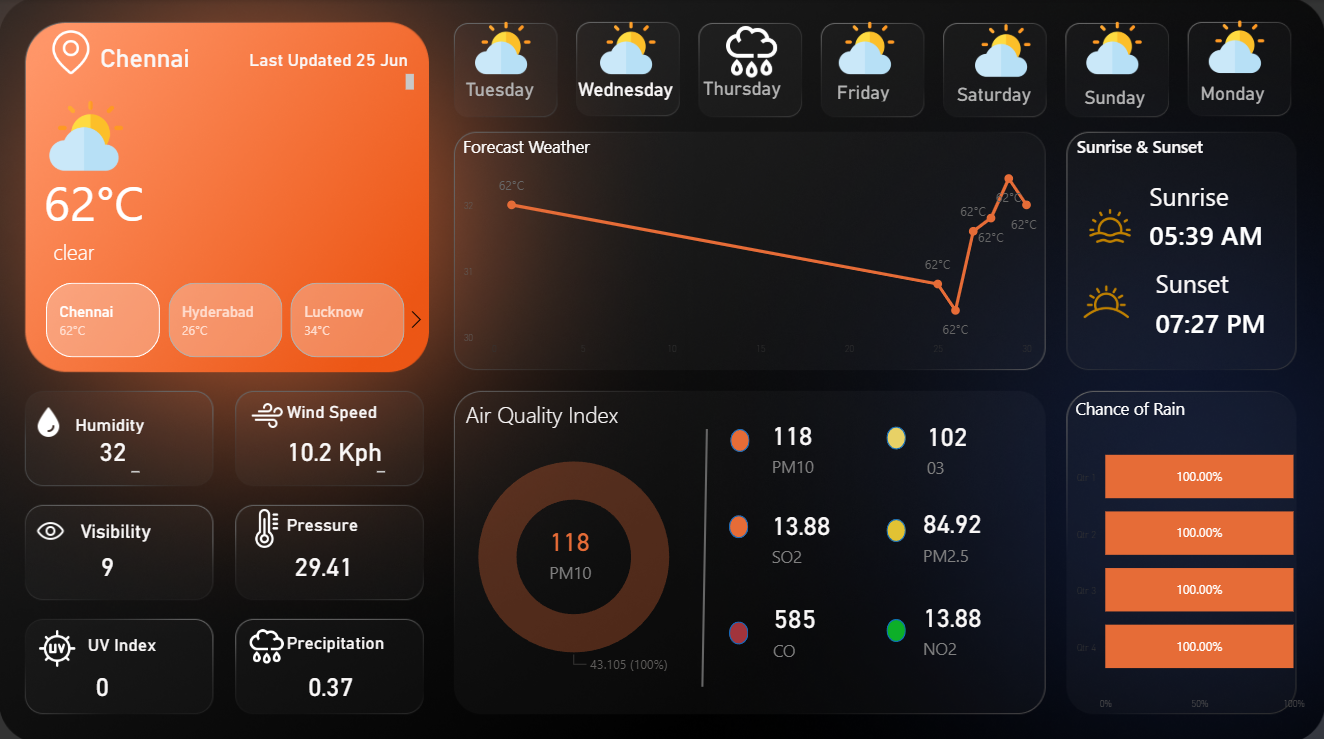 Chennai
Last Updated 25 Jun
62°C
clear
Chennai
62°C
Hyderabad
26°C
Lucknow
34°C
Tuesday
Wednesday
Thursday
Friday
Saturday
Sunday
Monday
Forecast Weather
62°C
62°C
62°C
62°C
62°C
62°C
62°C
32
31
30
5
10
15
20
25
30
Sunrise & Sunset
Sunrise
05:39 AM
Sunset
07:27 PM
Humidity
32
Wind Speed
10.2 Kph
Visibility
9
Pressure
29.41
UV
UV Index
0
Precipitation
0.37
Air Quality Index
118
PM10
43.105 (100%)
118
PM10
102
03
13.88
SO2
84.92
PM2.5
585
CO
13.88
NO2
Chance of Rain
Qtr 1
100.00%
Qtr 2
100.00%
Qtr 3
100.00%
Qtr 4
100.00%
0%
50%
100%